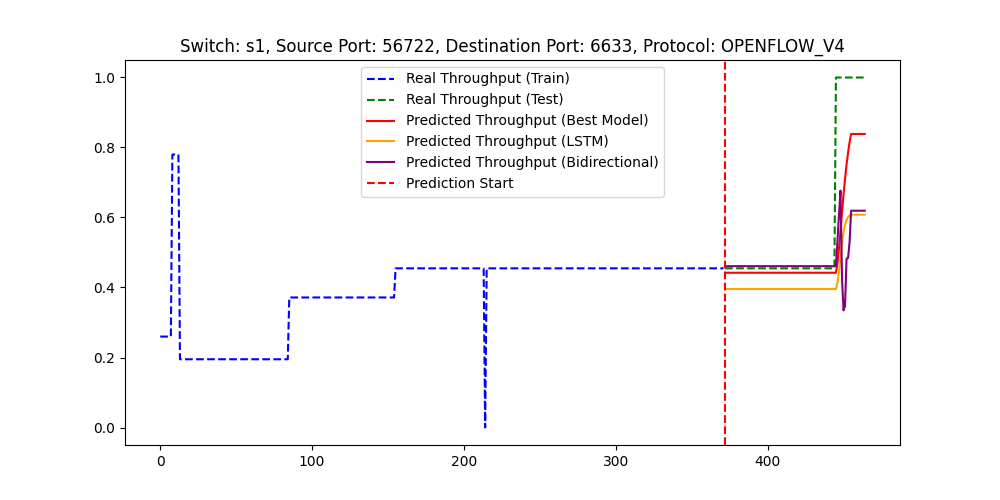 Switch: s1, Source Port: 56722, Destination Port: 6633, Protocol: OPENFLOW_V4
1.0
0.8
0.6
0.4
0.2
0.0
Real Throughput (Train)
Real Throughput (Test)
Predicted Throughput (Best Model)
Predicted Throughput (LSTM)
Predicted Throughput (Bidirectional)
Prediction Start
0
100
200
300
400